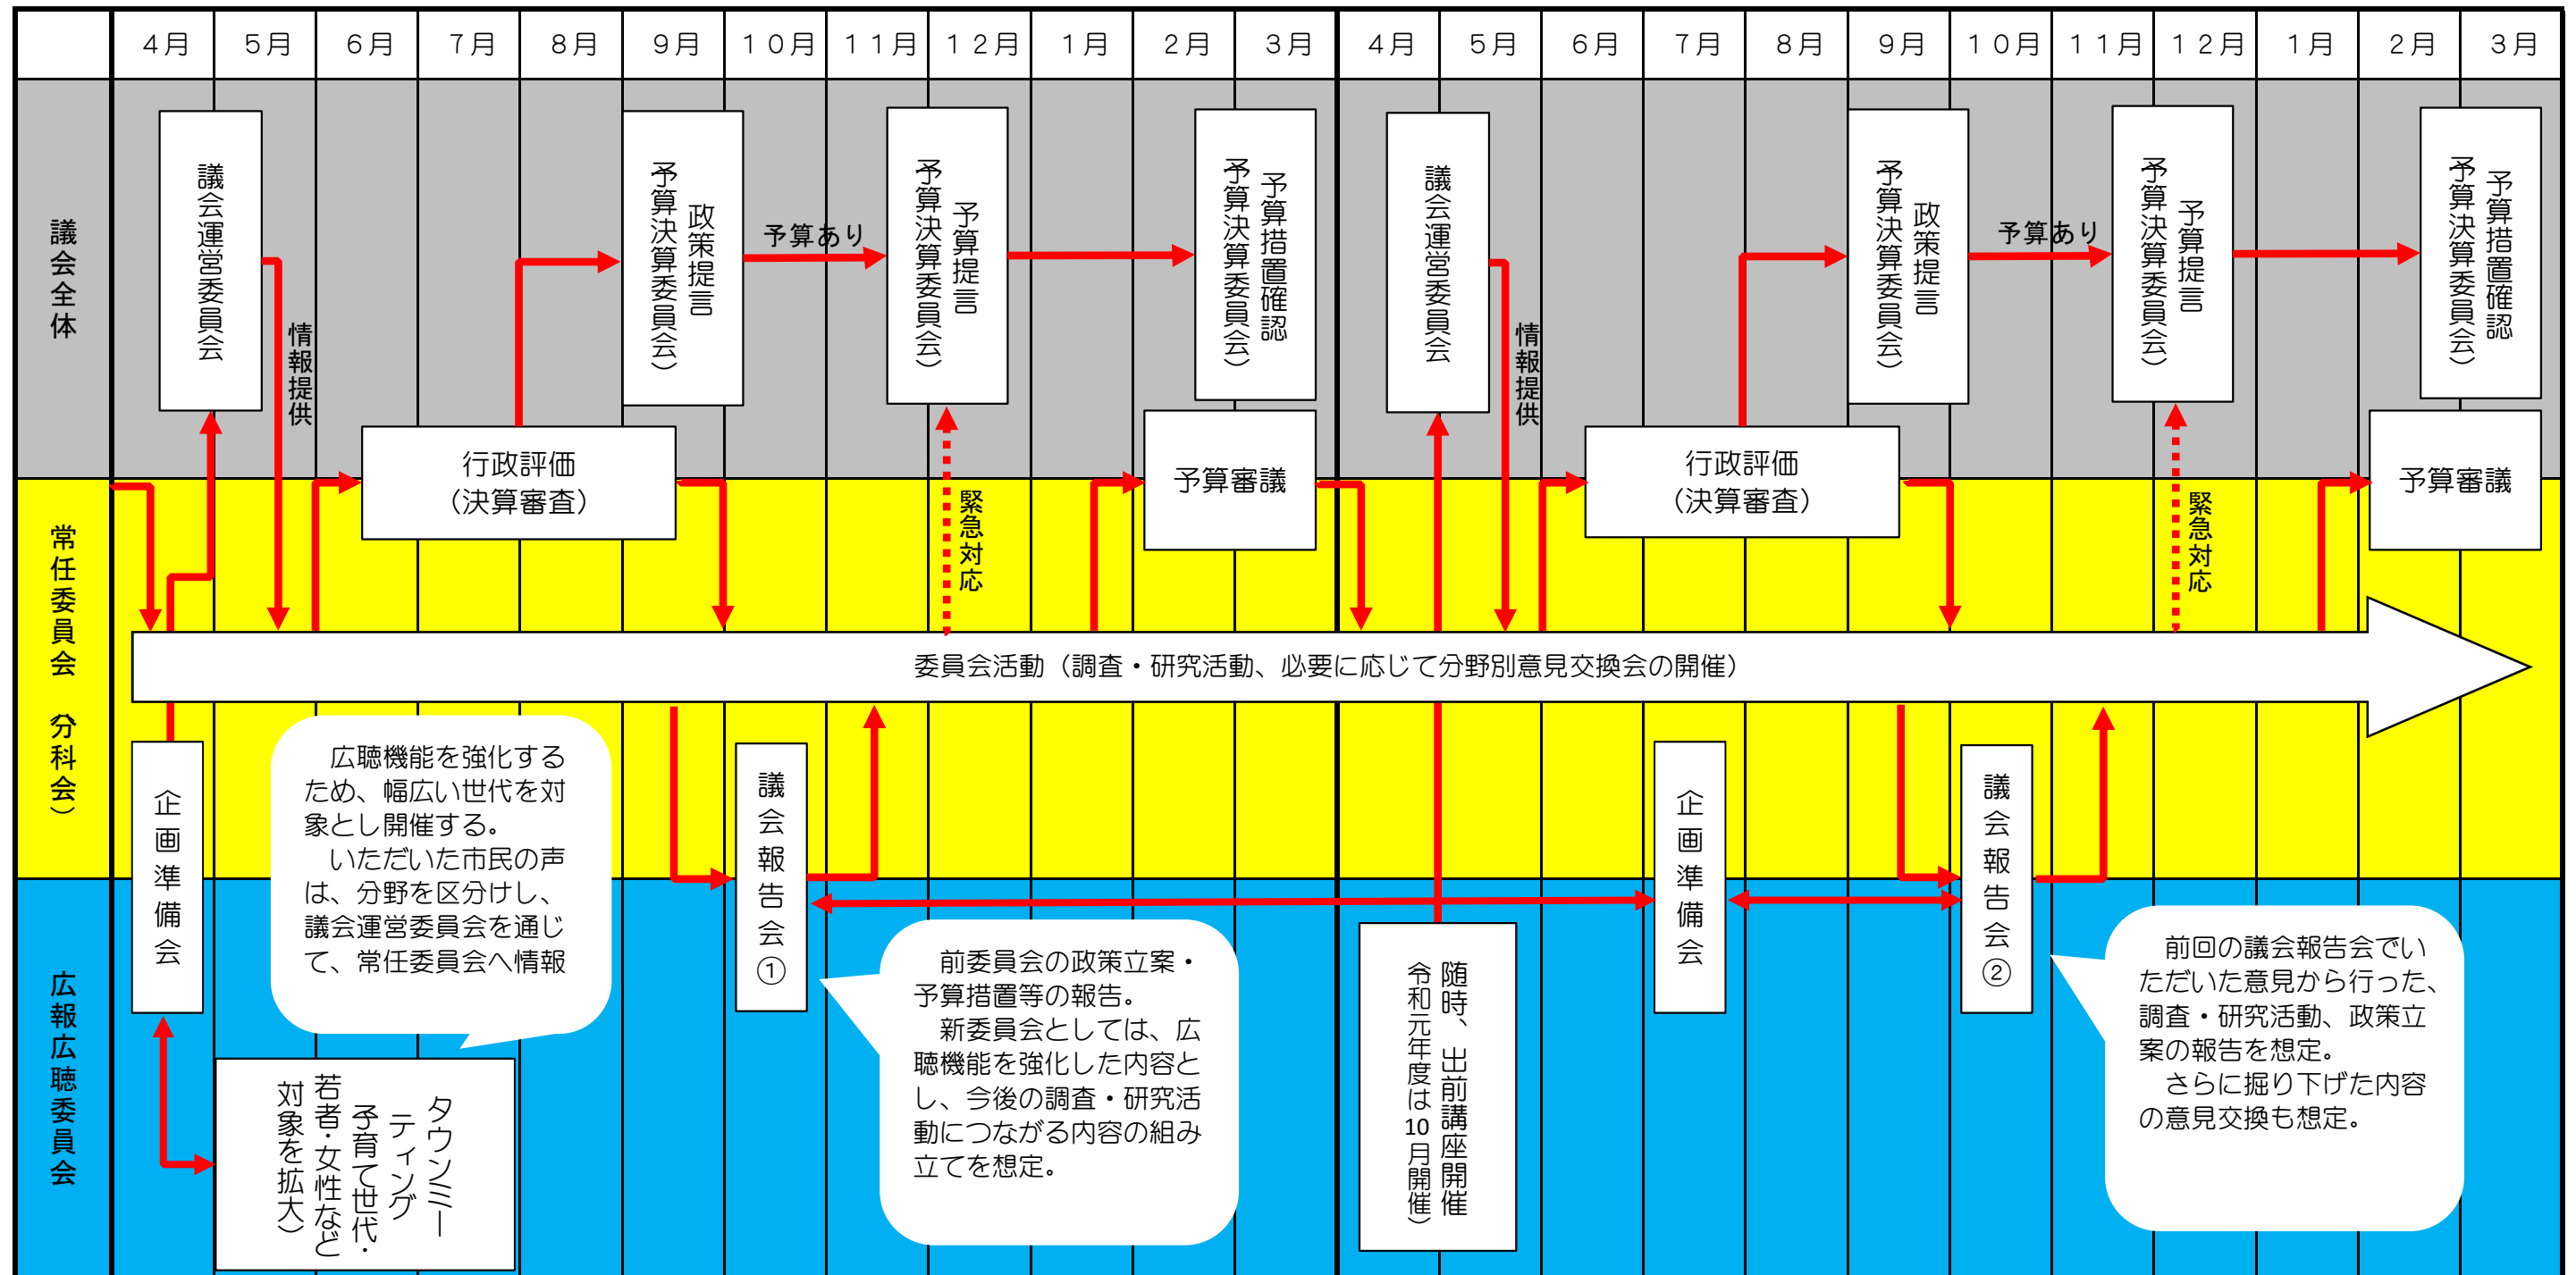 4月 5月 6月 7月 8月 9月 10月 11月 12月 1月 2月 3月 4月 5月 6月 7月 8月 9月 10月 11月 12月 1月 2月 3月
議会全体
議会運営委員会
情報提供
行政評価
（決算審査）
政策提言
予算決算委員会）
予算あり
予算提言
予算決算委員会）
緊急対応
予算措置確認
予算決算委員会）
予算審議
議会運営委員会
情報提供
行政評価
（決算審査）
政策提言
予算決算委員会）
予算あり
予算提言
予算決算委員会）
緊急対応
予算措置確認
予算決算委員会）
予算審議
常任委員会　分科会）
委員会活動（調査・研究活動、必要に応じて分野別意見交換会の開催）
企画準備会
広聴機能を強化する
ため、幅広い世代を対
象とし開催する。
いただいた市民の声
は、分野を区分けし、
議会運営委員会を通じ
て、常任委員会へ情報
議会報告会①
企画準備会
議会報告会②
広報広聴委員会
タウンミー
ティング
子育て世代・
若者・女性など
対象を拡大）
前委員会の政策立案・
予算措置等の報告。
新委員会としては、広
聴機能を強化した内容と
し、今後の調査・研究活
動につながる内容の組み
立てを想定。
随時、出前講座開催
令和元年度は10月開催）
前回の議会報告会でい
ただいた意見から行った、
調査・研究活動、政策立
案の報告を想定。
さらに掘り下げた内容
の意見交換も想定。